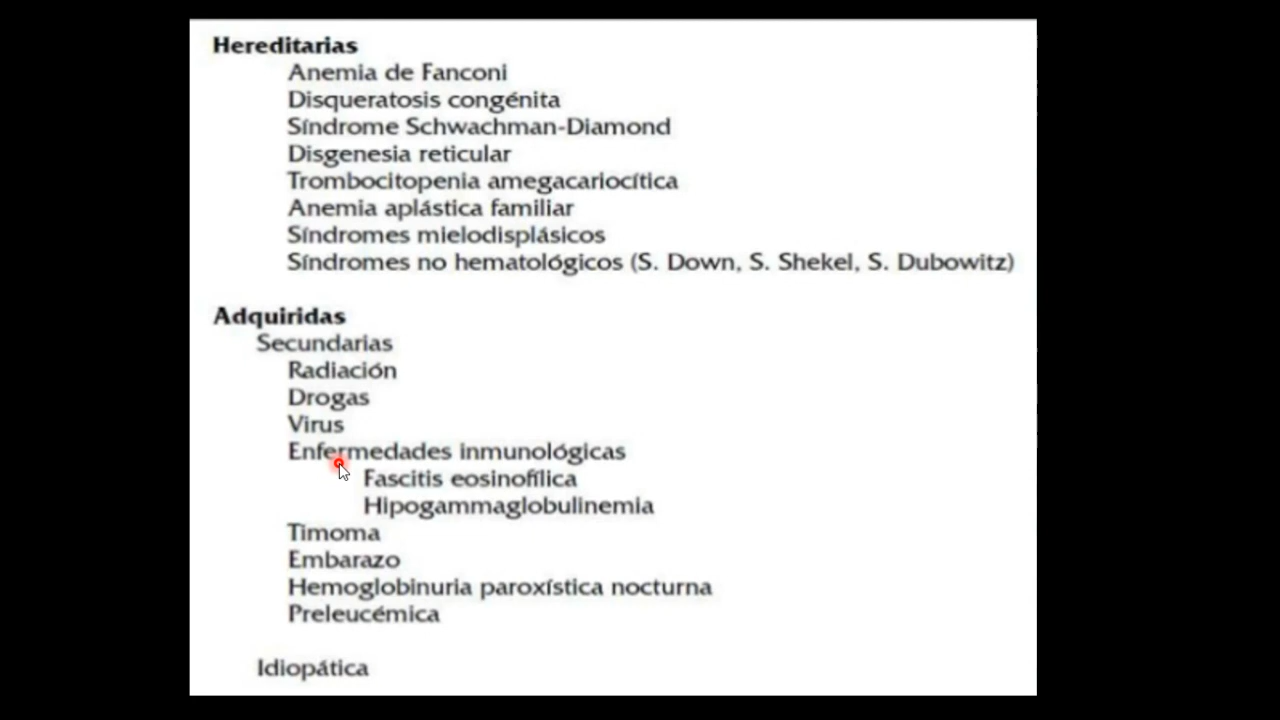 Hereditarias
Anemia de Fanconi
Disqueratosis congénita
Síndrome Schwachman-Diamond
Disgenesia reticular
Trombocitopenia amegacariocítica
Anemia aplástica familiar
Síndromes mielodisplásicos
Síndromes no hematológicos (S. Down, S. Shekel, S. Dubowitz)
Adquiridas
Secundarias
Radiación
Drogas
Virus
Enfermedades inmunológicas
Fascitis eosinofílica
Hipogammaglobulinemia
Timoma
Embarazo
Hemoglobinuria paroxística nocturna
Preleucémica
Idiopática